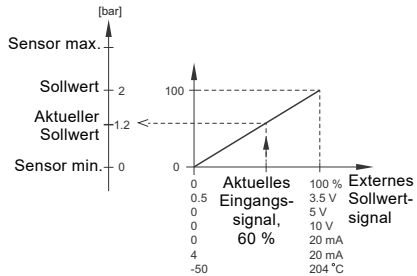 [bar]
Sensor max.
Sollwert
2
100
Aktueller
Sollwert
1.2
Sensor min.
0
0
0
0.5
0
0
0
4
-50
Aktuelles
Eingangs-
signal,
60 %
100 %
3.5 V
5 V
10 V
20 mA
20 mA
204 °C
Externes
Sollwert-
signal